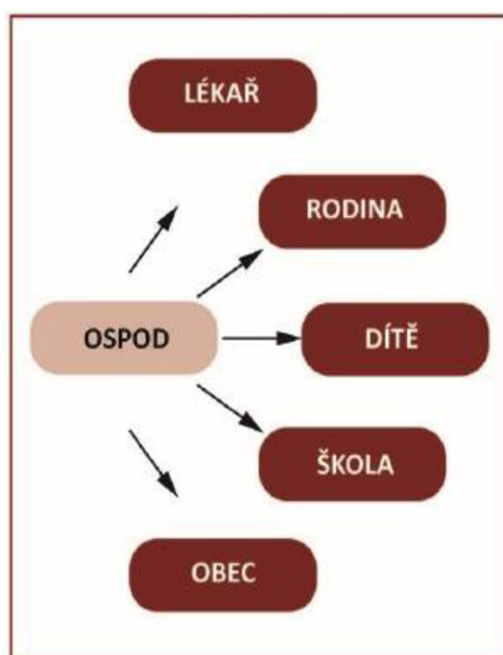 LÉKAŘ
RODINA
OSPOD
DÍTĚ
ŠKOLA
OBEC